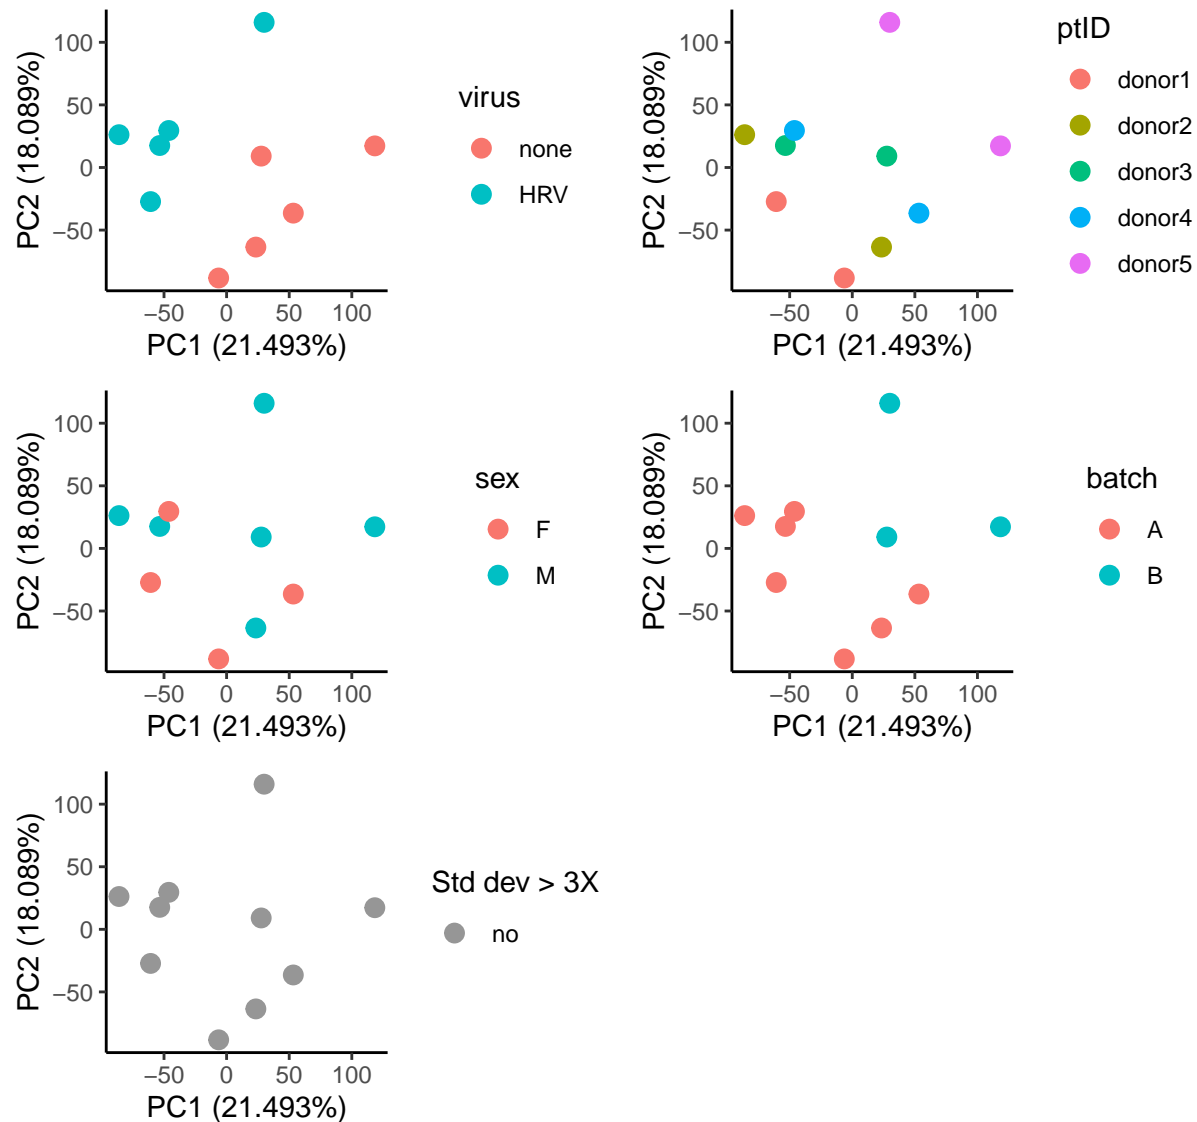 100
50
0
−50
PC2 (18.089%)
−50 0 50 100
PC1 (21.493%)
virus
none
HRV
100
50
0
−50
PC2 (18.089%)
−50 0 50 100
PC1 (21.493%)
ptID
donor1
donor2
donor3
donor4
donor5
100
50
0
−50
PC2 (18.089%)
−50 0 50 100
PC1 (21.493%)
sex
F
M
100
50
0
−50
PC2 (18.089%)
−50 0 50 100
PC1 (21.493%)
batch
A
B
100
50
0
−50
PC2 (18.089%)
−50 0 50 100
PC1 (21.493%)
Std dev > 3X
no